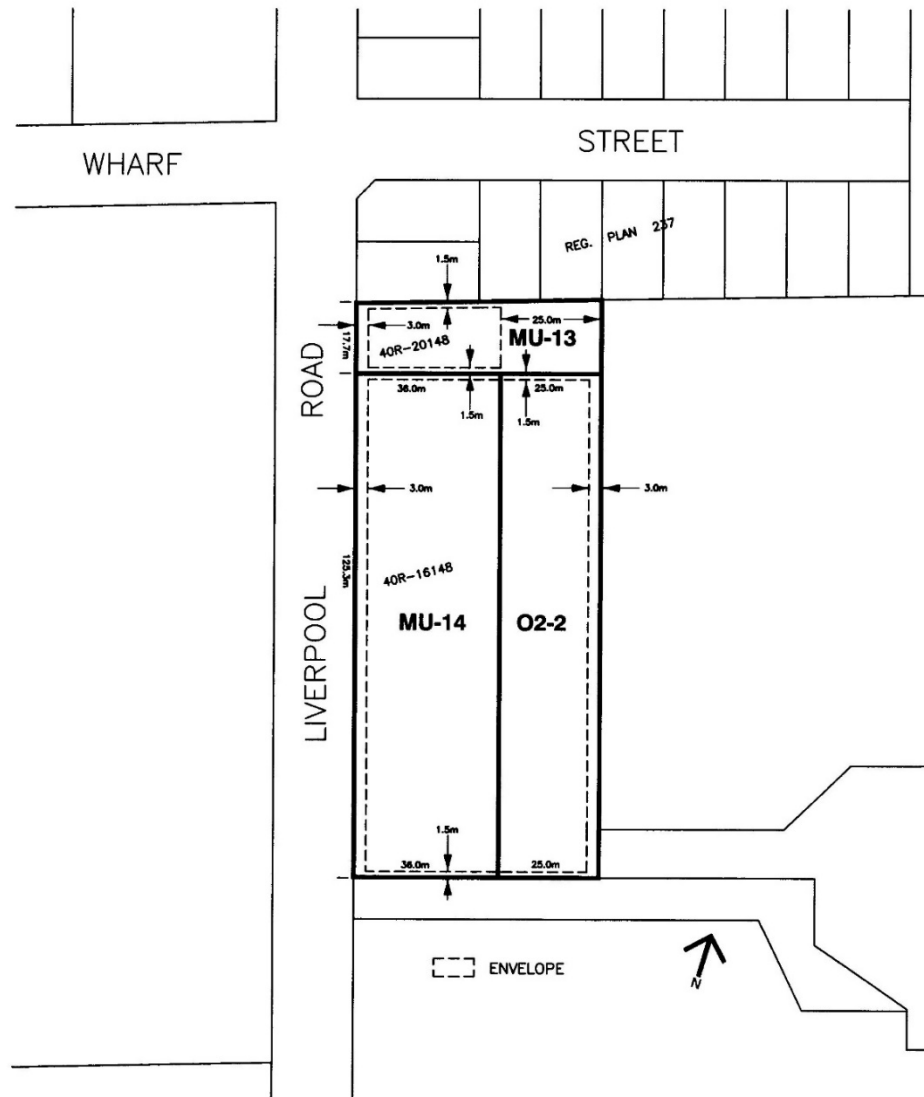 WHARF
STREET
REG. PLAN 237
1.5m
3.0m
25.0m
MU-13
17.7m
40R-20148
ROAD
36.0m
25.0m
1.5m
1.5m
3.0m
3.0m
125.3m
40R-16148
MU-14
O2-2
LIVERPOOL
1.5m
36.0m
25.0m
ENVELOPE
N